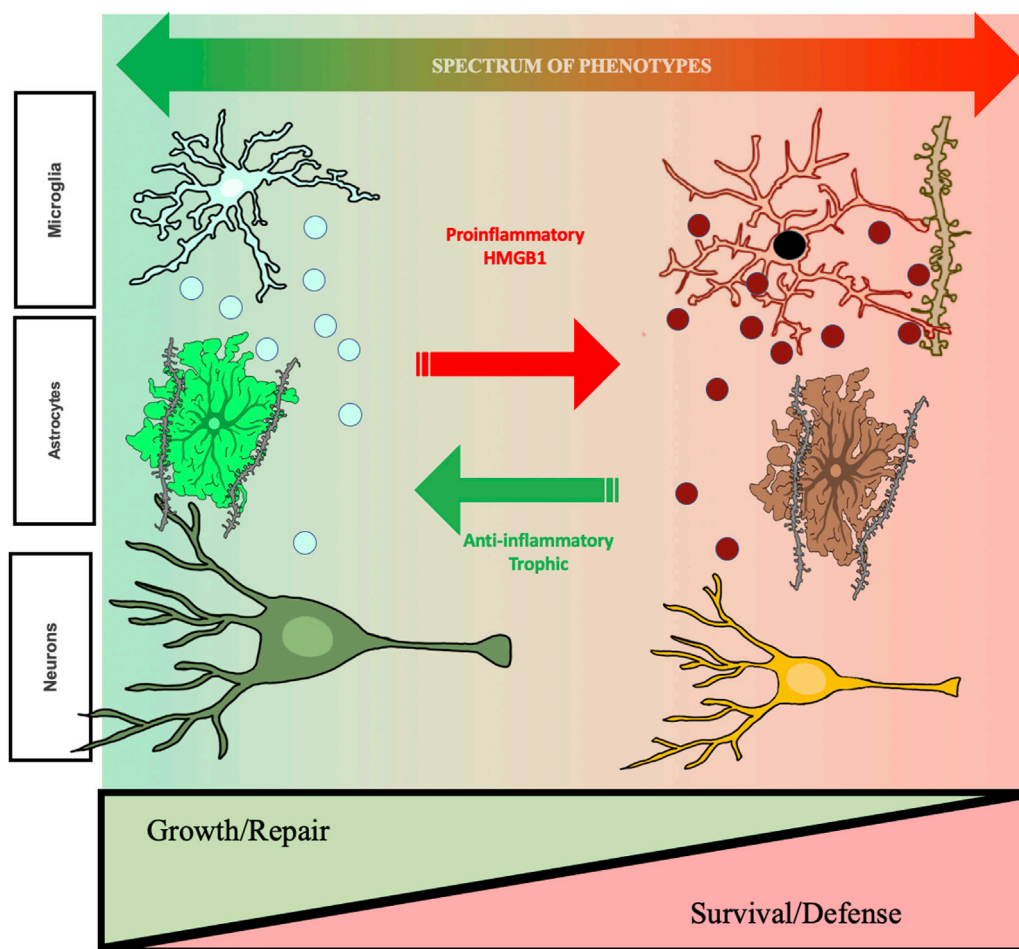 SPECTRUM OF PHENOTYPES
Microglia
Proinflammatory
HMGB1
Astrocytes
Anti-inflammatory
Trophic
Neurons
Growth/Repair
Survival/Defense